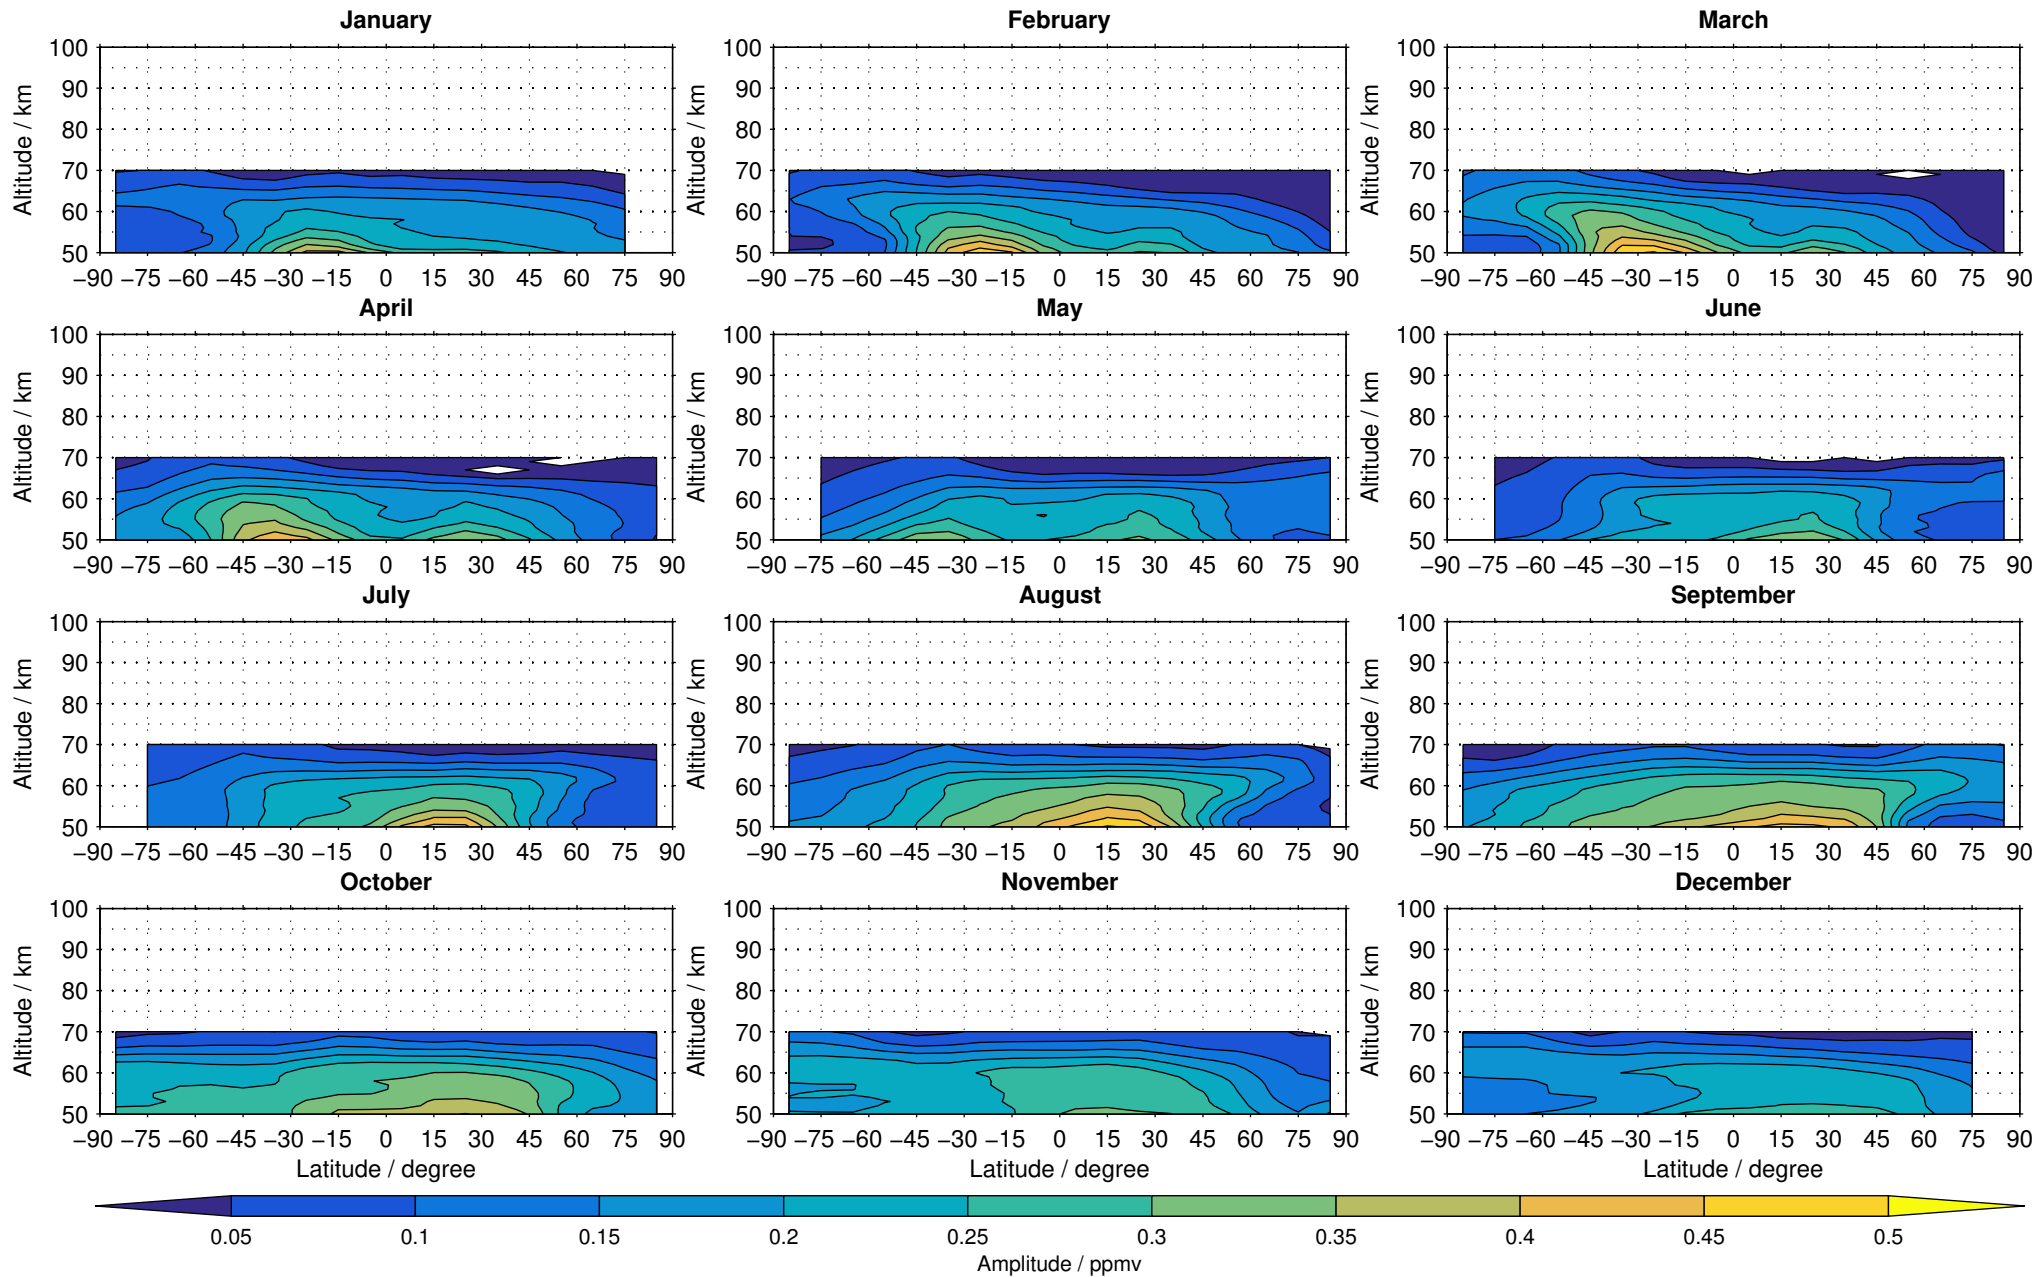 January February March
100 100 100
90 90 90
80 80 80
70 70 70
60 60 60
50 50 50
Altitude / km Altitude / km Altitude / km
−90 −75 −60 −45 −30 −15 0 15 30 45 60 75 90 −90 −75 −60 −45 −30 −15 0 15 30 45 60 75 90 −90 −75 −60 −45 −30 −15 0 15 30 45 60 75 90
April May June
100 100 100
90 90 90
80 80 80
70 70 70
60 60 60
50 50 50
Altitude / km Altitude / km Altitude / km
−90 −75 −60 −45 −30 −15 0 15 30 45 60 75 90 −90 −75 −60 −45 −30 −15 0 15 30 45 60 75 90 −90 −75 −60 −45 −30 −15 0 15 30 45 60 75 90
July August September
100 100 100
90 90 90
80 80 80
70 70 70
60 60 60
50 50 50
Altitude / km Altitude / km Altitude / km
−90 −75 −60 −45 −30 −15 0 15 30 45 60 75 90 −90 −75 −60 −45 −30 −15 0 15 30 45 60 75 90 −90 −75 −60 −45 −30 −15 0 15 30 45 60 75 90
October November December
100 100 100
90 90 90
80 80 80
70 70 70
60 60 60
50 50 50
Altitude / km Altitude / km Altitude / km
−90 −75 −60 −45 −30 −15 0 15 30 45 60 75 90 −90 −75 −60 −45 −30 −15 0 15 30 45 60 75 90 −90 −75 −60 −45 −30 −15 0 15 30 45 60 75 90
Latitude / degree Latitude / degree Latitude / degree
0.05 0.1 0.15 0.2 0.25 0.3 0.35 0.4 0.45 0.5
Amplitude / ppmv